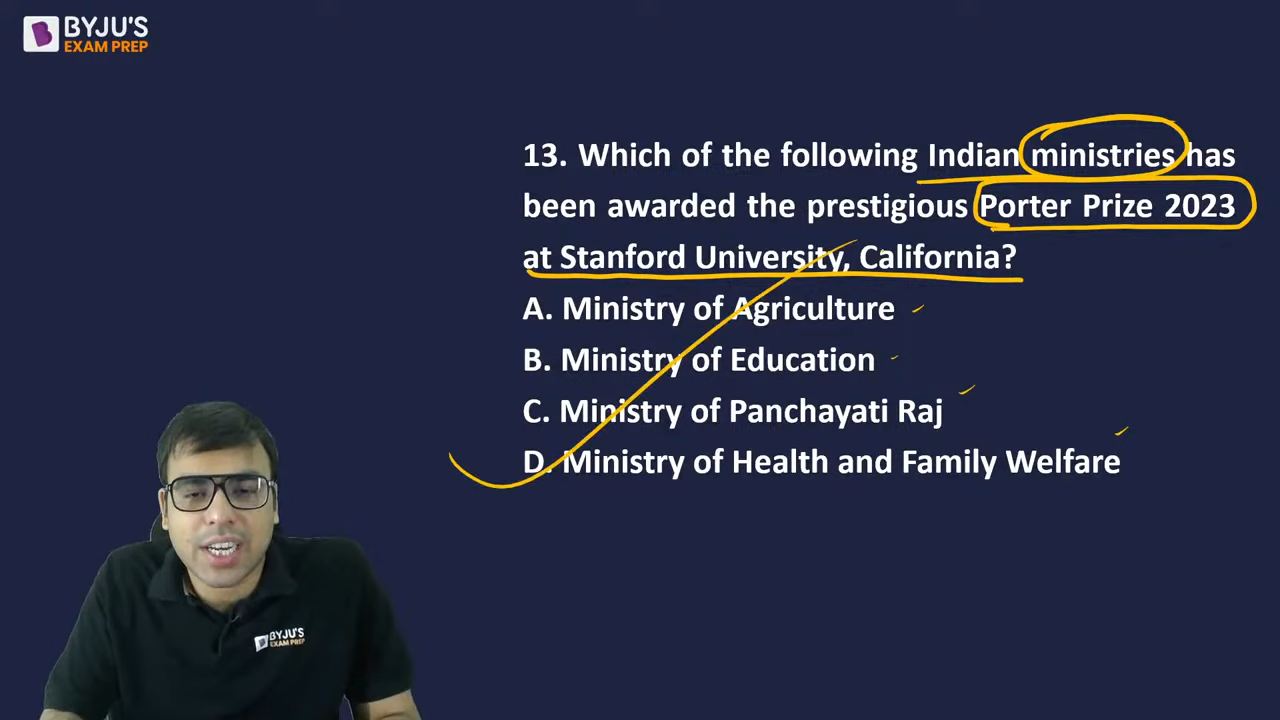 BYJU'S
EXAM PREP
13. Which of the following Indian ministries has
been awarded the prestigious Porter Prize 2023
at Stanford University, California?
A. Ministry of Agriculture
B. Ministry of Education
C. Ministry of Panchayati Raj
D. Ministry of Health and Family Welfare
BYJU'S
EXAM PREP